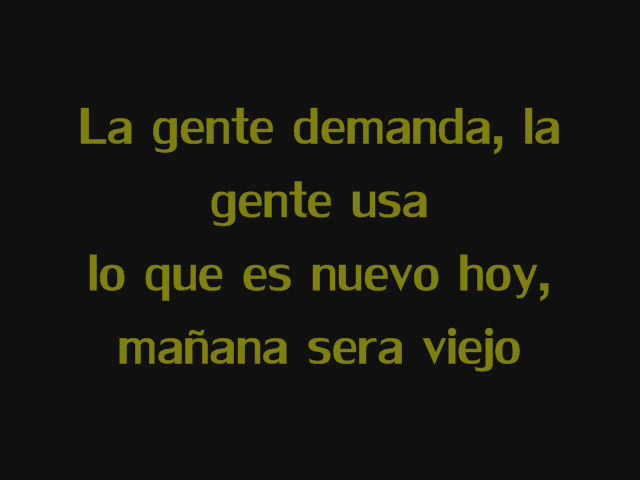 La gente demanda, la
gente usa
lo que es nuevo hoy,
mañana sera viejo